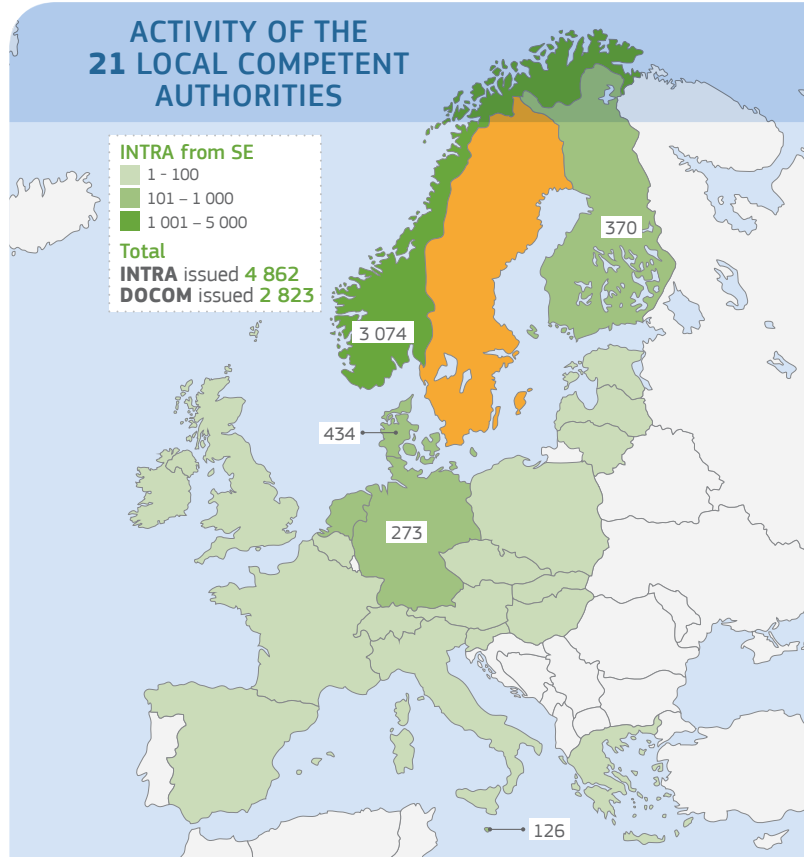 ACTIVITY OF THE
21 LOCAL COMPETENT
AUTHORITIES
INTRA from SE
1 - 100
101 – 1 000
1 001 – 5 000
Total
INTRA issued 4 862
DOCOM issued 2 823
370
3 074
434
273
126